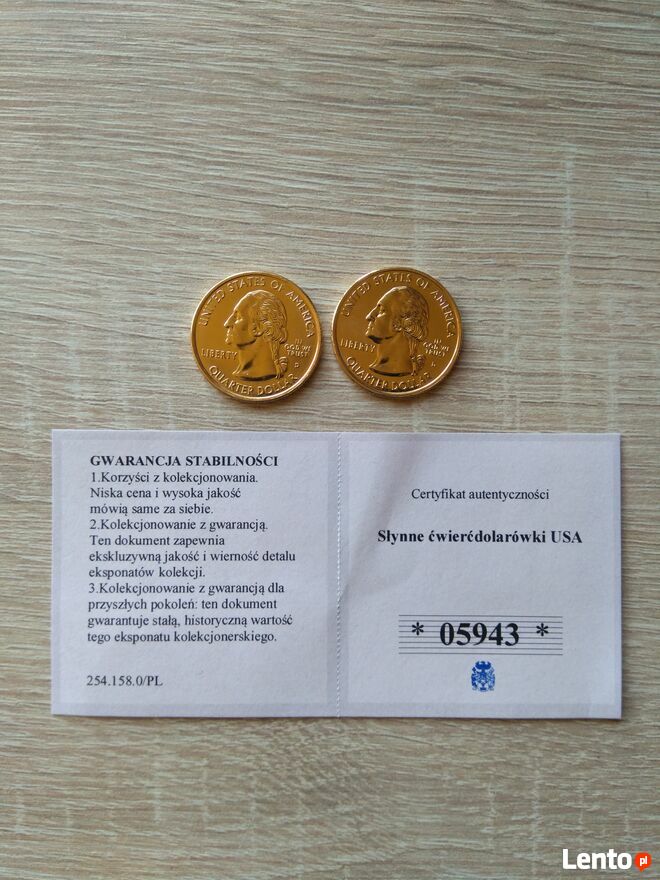 UNITED STATES OF AMERICA
LIBERTY
IN
GOD WE
TRUST
D
QUARTER DOLLAR
UNITED STATES OF AMERICA
LIBERTY
IN
GOD WE
TRUST
QUARTER DOLLAR
GWARANCJA STABILNOŚCI
1.Korzyści z kolekcjonowania.
Niska cena i wysoka jakość
mówią same za siebie.
2.Kolekcjonowanie z gwarancją.
Ten dokument zapewnia
ekskluzywną jakość i wierność detalu
eksponatów kolekcji.
3.Kolekcjonowanie z gwarancją dla
przyszłych pokoleń: ten dokument
gwarantuje stałą, historyczną wartość
tego eksponatu kolekcjonerskiego.
254.158.0/PL
Certyfikat autentyczności
Słynne ćwierćdolarówki USA
* 05943 *
Lento.pl